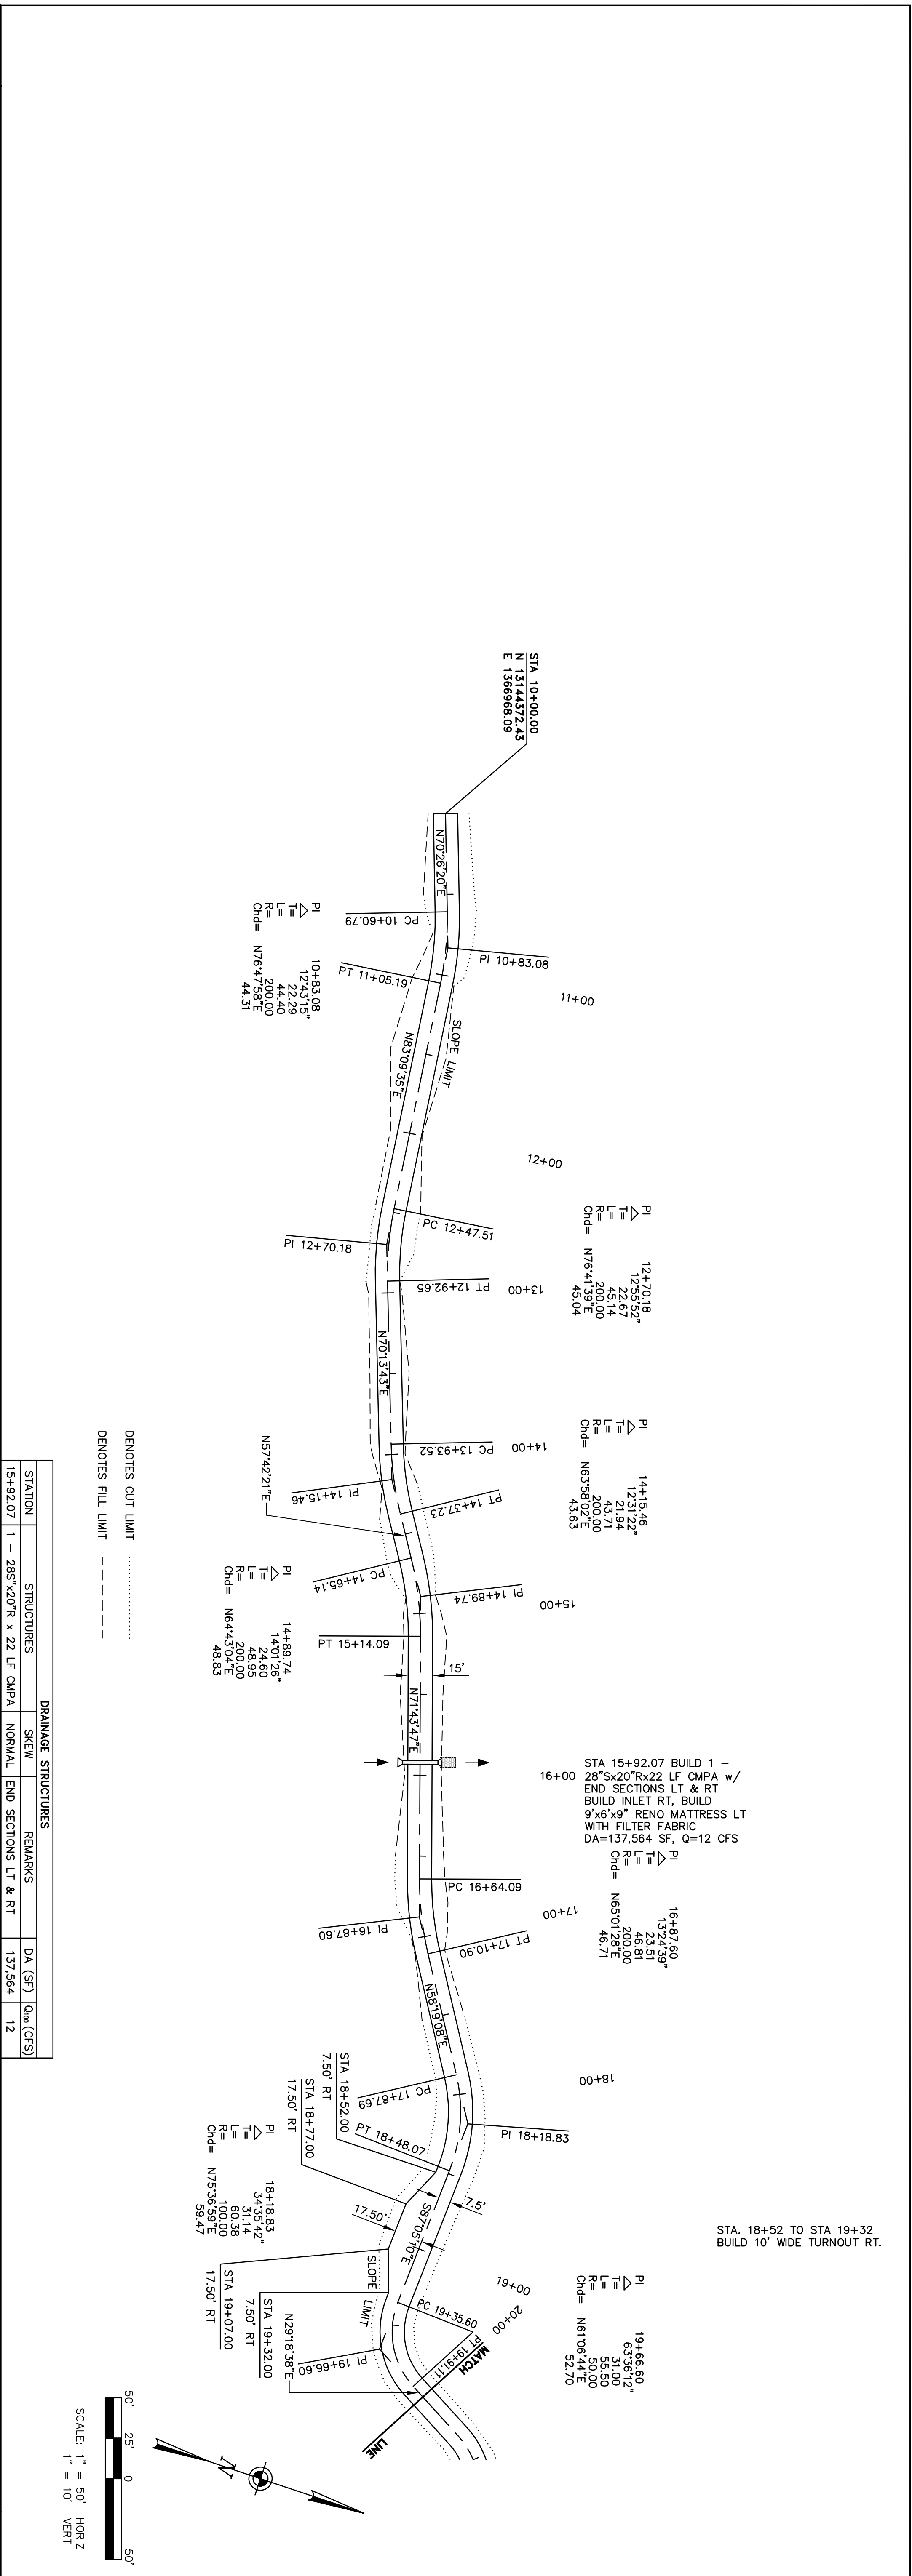 STA 10+00.00
N 13144372.43
E 1366968.09
N70°26'20"E
PC 10+60.79
PI 10+83.08
PT 11+05.19
PI 10+83.08
△ 12°43'15"
T= 22.29
L= 44.40
R= 200.00
Chd= N76°47'58"E
44.31
11+00
SLOPE LIMIT
N83°09'35"E
12+00
PC 12+47.51
PI 12+70.18
PT 12+92.65
13+00
PI 12+70.18
△ 12°55'52"
T= 22.67
L= 45.14
R= 200.00
Chd= N76°41'39"E
45.04
N70°13'43"E
PC 13+93.52
14+00
PI 14+15.46
PT 14+37.23
PI 14+15.46
△ 12°31'22"
T= 21.94
L= 43.71
R= 200.00
Chd= N63°58'02"E
43.63
N57°42'21"E
PC 14+65.14
PI 14+89.74
15+00
PT 15+14.09
PI 14+89.74
△ 14°01'26"
T= 24.60
L= 48.95
R= 200.00
Chd= N64°43'04"E
48.83
15'
N71°43'47"E
16+00
STA 15+92.07 BUILD 1 –
28"Sx20"Rx22 LF CMPA w/
END SECTIONS LT & RT
BUILD INLET RT, BUILD
9'x6'x9" RENO MATTRESS LT
WITH FILTER FABRIC
DA=137,564 SF, Q=12 CFS
PC 16+64.09
PI 16+87.60
17+00
PT 17+10.90
PI 16+87.60
△ 13°24'39"
T= 23.51
L= 46.81
R= 200.00
Chd= N65°01'28"E
46.71
N58°19'08"E
PC 17+87.69
18+00
PI 18+18.83
PT 18+48.07
STA 18+52.00
7.50' RT
STA 18+77.00
17.50' RT
PI 18+18.83
△ 34°35'42"
T= 31.14
L= 60.38
R= 100.00
Chd= N75°36'59"E
59.47
7.5'
17.50'
S87°05'10"E
STA. 18+52 TO STA 19+32
BUILD 10' WIDE TURNOUT RT.
SLOPE LIMIT
STA 19+07.00
17.50' RT
STA 19+32.00
7.50' RT
19+00
PC 19+35.60
N29°18'38"E
PI 19+66.60
20+00
PT 19+91.11
MATCH LINE
PI 19+66.60
△ 63°36'12"
T= 31.00
L= 55.50
R= 50.00
Chd= N61°06'44"E
52.70
DENOTES CUT LIMIT
DENOTES FILL LIMIT
DRAINAGE STRUCTURES
STATION STRUCTURES SKEW REMARKS DA (SF) Q100 (CFS)
15+92.07 1 – 28S"x20"R x 22 LF CMPA NORMAL END SECTIONS LT & RT 137,564 12
N
50' 25' 0 50'
SCALE: 1" = 50' HORIZ
1" = 10' VERT